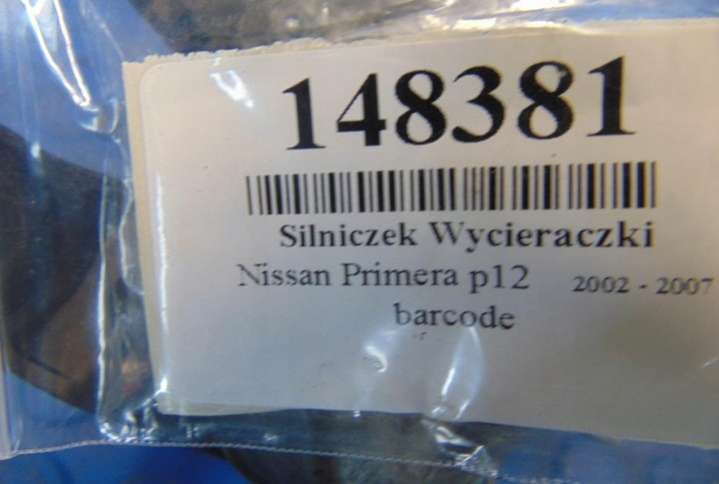 148381
Silniczek Wycieraczki
Nissan Primera p12 2002 - 2007
barcode